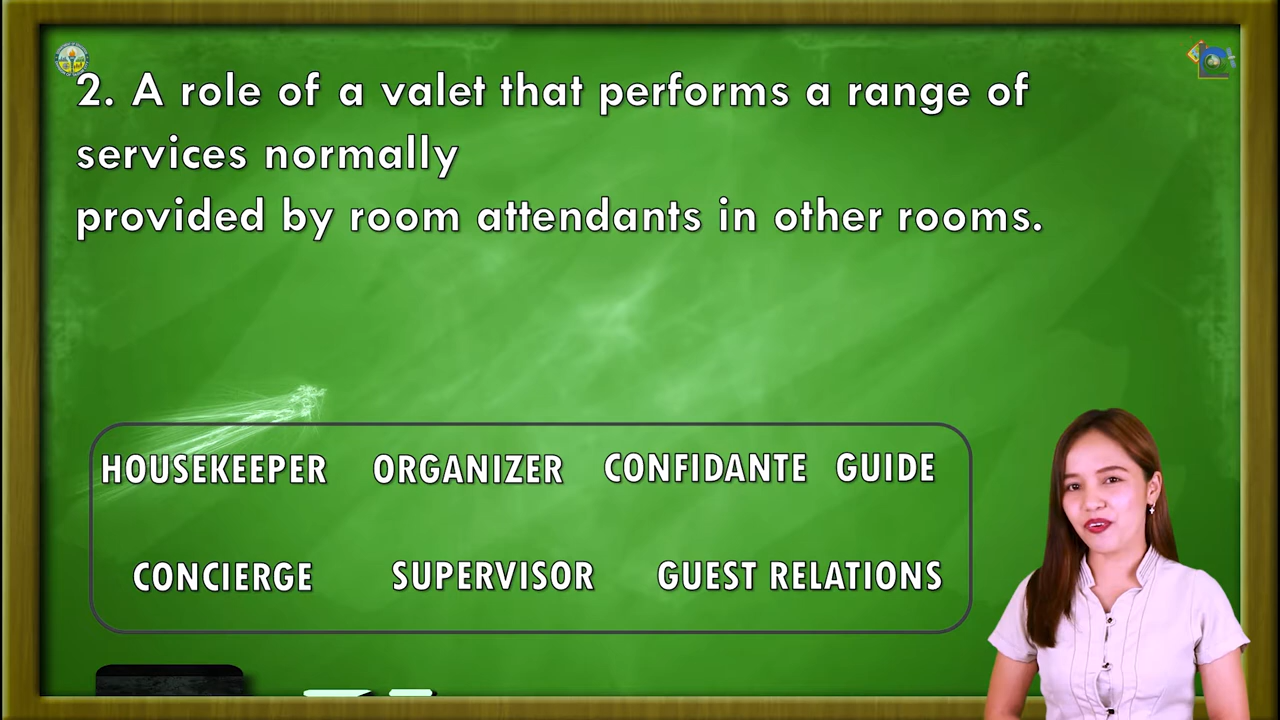 2. A role of a valet that performs a range of
services normally
provided by room attendants in other rooms.
HOUSEKEEPER ORGANIZER CONFIDANTE GUIDE
CONCIERGE SUPERVISOR GUEST RELATIONS